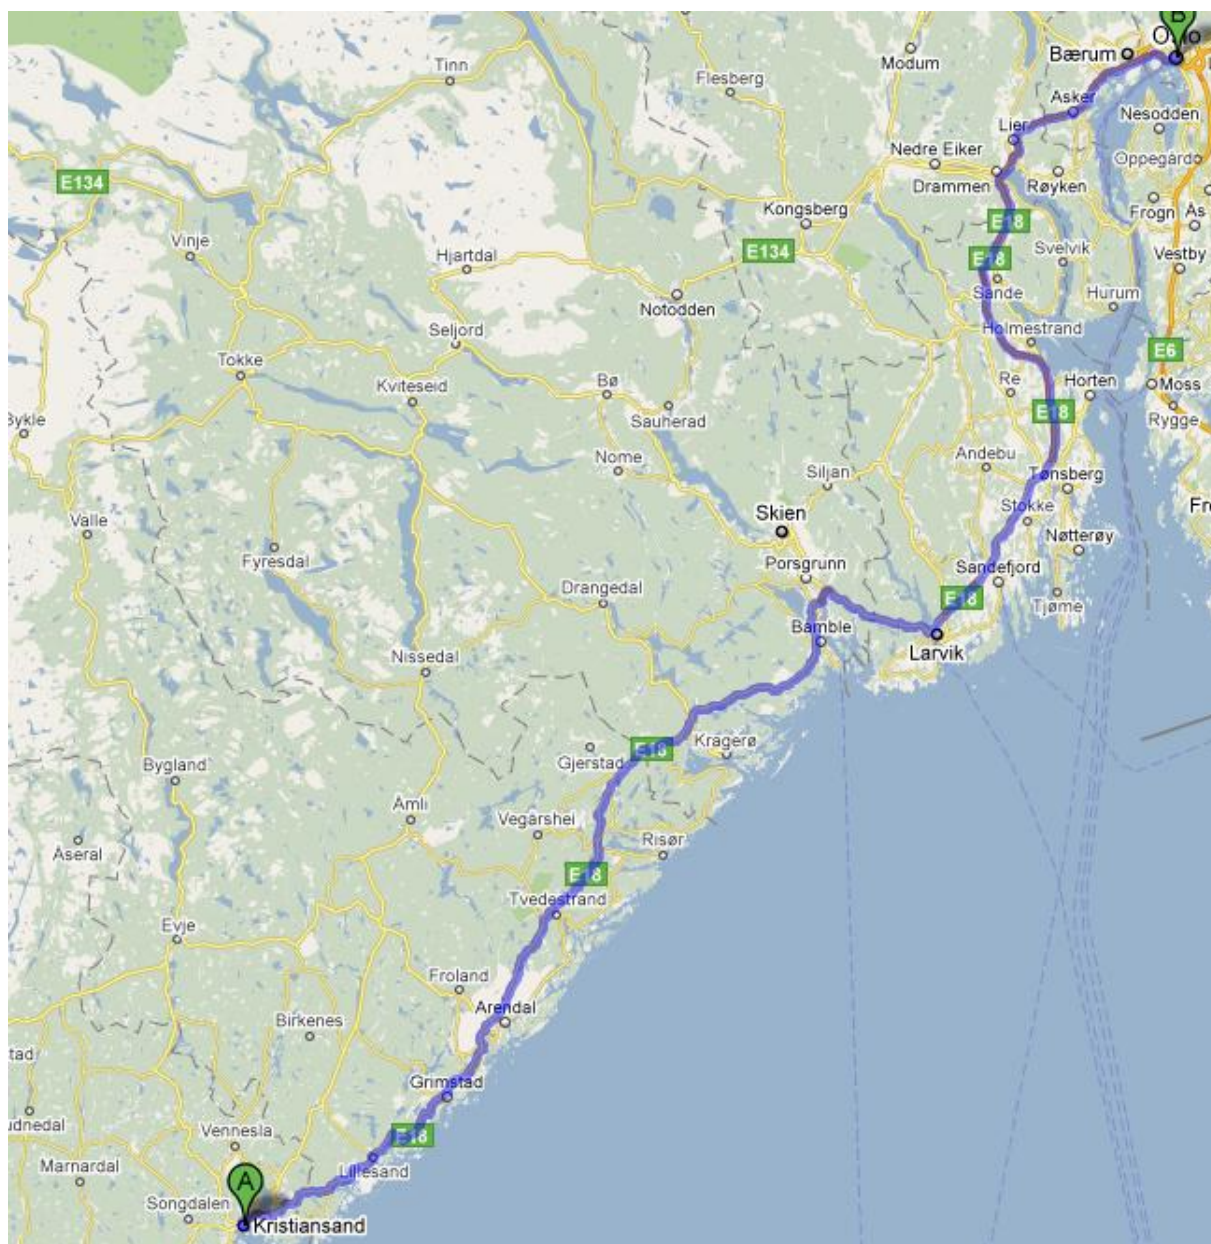 B
Oslo
Bærum
Modum
Tinn
Flesberg
Asker
Nesodden
Lier
Nedre Eiker
Oppegård
Drammen
Røyken
E134
Frogn
Ås
Kongsberg
E18
Vinje
Svelvik
Vestby
Hjartdal
E134
E18
Sande
Hurum
Notodden
Seljord
Holmestrand
E6
Tokke
Kviteseid
Bø
Re
Horten
Moss
Bykle
Sauherad
E18
Rygge
Nome
Siljan
Andebu
Tønsberg
Valle
Skien
Stokke
Fre
Fyresdal
Porsgrunn
Nøtterøy
Drangedal
Sandefjord
E18
Tjøme
Bamble
Nissedal
Larvik
E18
Kragerø
Gjerstad
Bygland
Åmli
Vegårshei
Risør
Åseral
E18
Tvedestrand
Evje
Froland
Arendal
Birkenes
tad
Grimstad
udnedal
Vennesla
E18
Marnardal
Lillesand
A
Songdalen
Kristiansand